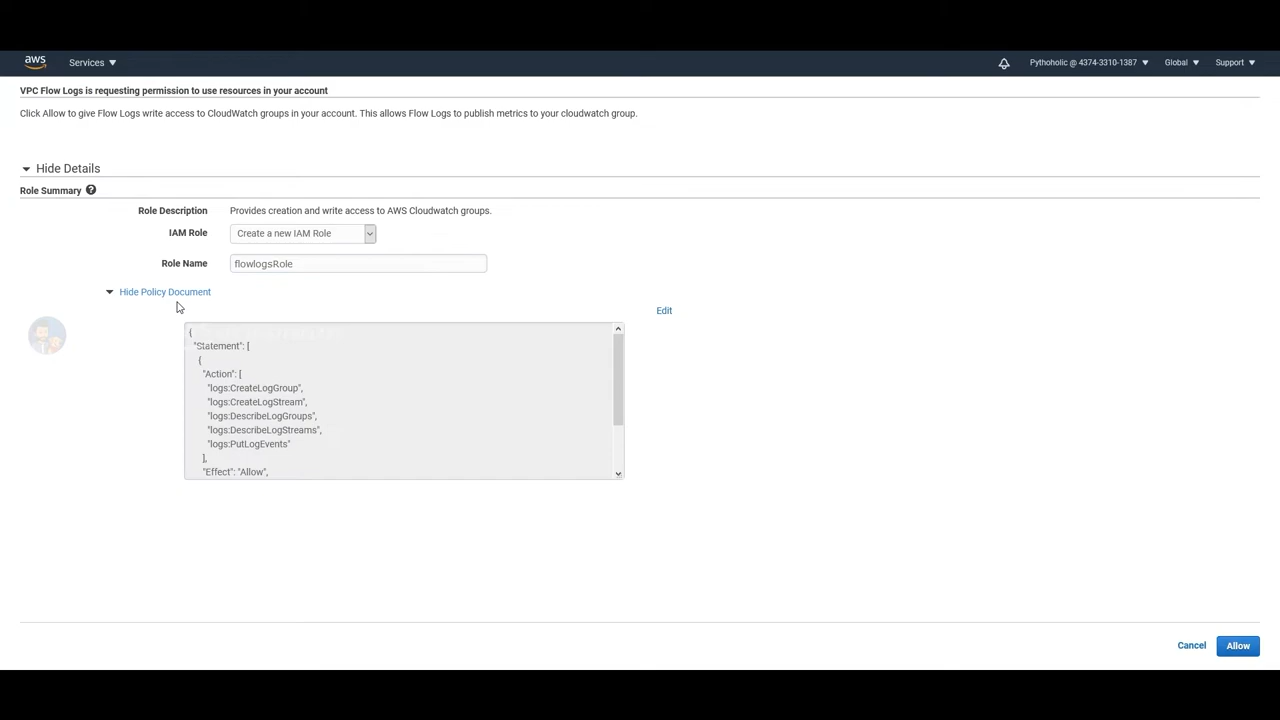 aws
Services
Pythoholic @ 4374-3310-1387
Global
Support
VPC Flow Logs is requesting permission to use resources in your account
Click Allow to give Flow Logs write access to CloudWatch groups in your account. This allows Flow Logs to publish metrics to your cloudwatch group.
Hide Details
Role Summary ?
Role Description Provides creation and write access to AWS Cloudwatch groups.
IAM Role Create a new IAM Role
Role Name flowlogsRole
Hide Policy Document
Edit
{
"Statement": [
{
"Action": [
"logs:CreateLogGroup",
"logs:CreateLogStream",
"logs:DescribeLogGroups",
"logs:DescribeLogStreams",
"logs:PutLogEvents"
],
"Effect": "Allow",
Cancel
Allow